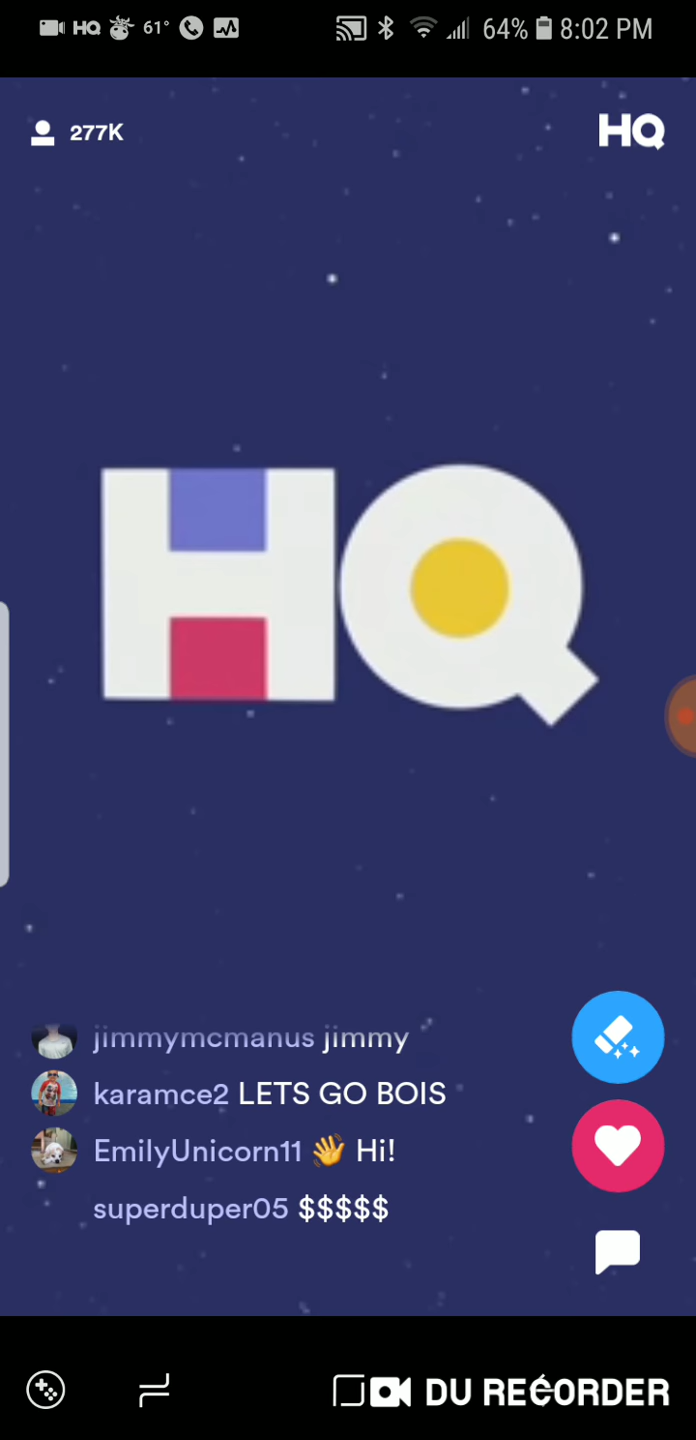 HQ 61° 64% 8:02 PM
277K HQ
HQ
jimmymcmanus jimmy
karamce2 LETS GO BOIS
EmilyUnicorn11 👋 Hi!
superduper05 $$$$$
DU RECORDER